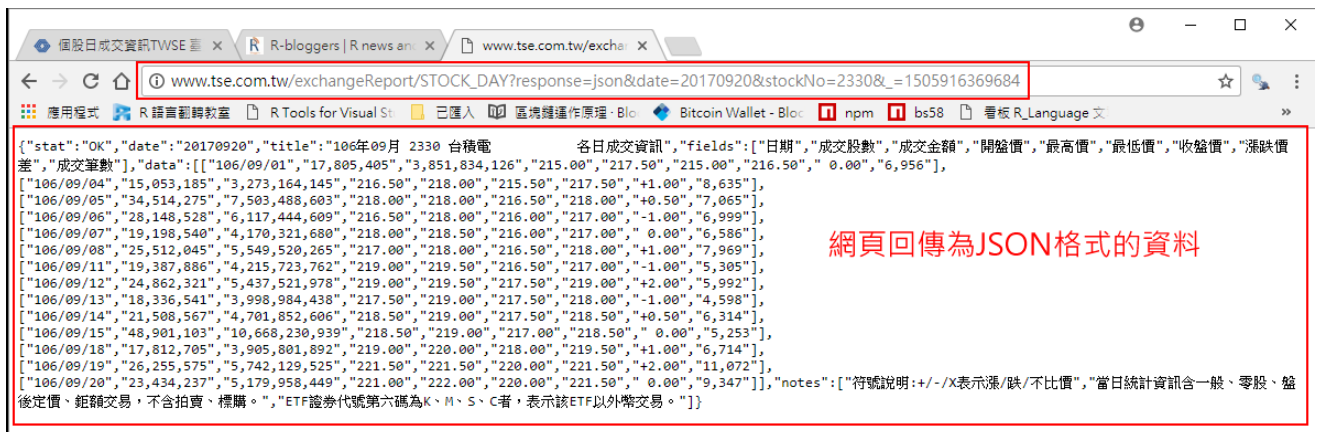 個股日成交資訊TWSE 臺
R-bloggers | R news and
www.tse.com.tw/exchan
www.tse.com.tw/exchangeReport/STOCK_DAY?response=json&date=20170920&stockNo=2330&_=1505916369684
應用程式 R 語言翻轉教室 R Tools for Visual St 已匯入 區塊鏈運作原理 - Blo Bitcoin Wallet - Bloc npm bs58 看板 R_Language 文
{"stat":"OK","date":"20170920","title":"106年09月 2330 台積電 各日成交資訊","fields":["日期","成交股數","成交金額","開盤價","最高價","最低價","收盤價","漲跌價
差","成交筆數"],"data":[["106/09/01","17,805,405","3,851,834,126","215.00","217.50","215.00","216.50"," 0.00","6,956"],
["106/09/04","15,053,185","3,273,164,145","216.50","218.00","215.50","217.50","+1.00","8,635"],
["106/09/05","34,514,275","7,503,488,603","218.00","218.00","216.50","218.00","+0.50","7,065"],
["106/09/06","28,148,528","6,117,444,609","216.50","218.00","216.00","217.00","-1.00","6,999"],
["106/09/07","19,198,540","4,170,321,680","218.00","218.50","216.00","217.00"," 0.00","6,586"],
["106/09/08","25,512,045","5,549,520,265","217.00","218.00","216.50","218.00","+1.00","7,969"],
["106/09/11","19,387,886","4,215,723,762","219.00","219.50","216.50","217.00","-1.00","5,305"],
["106/09/12","24,862,321","5,437,521,978","219.00","219.50","217.50","219.00","+2.00","5,992"],
["106/09/13","18,336,541","3,998,984,438","217.50","219.00","217.50","218.00","-1.00","4,598"],
["106/09/14","21,508,567","4,701,852,606","218.50","219.00","217.50","218.50","+0.50","6,314"],
["106/09/15","48,901,103","10,668,230,939","218.50","219.00","217.00","218.50"," 0.00","5,253"],
["106/09/18","17,812,705","3,905,801,892","219.00","220.00","218.00","219.50","+1.00","6,714"],
["106/09/19","26,255,575","5,742,129,525","221.50","221.50","220.00","221.50","+2.00","11,072"],
["106/09/20","23,434,237","5,179,958,449","221.00","222.00","220.00","221.50"," 0.00","9,347"]],"notes":["符號說明:+/-/X表示漲/跌/不比價","當日統計資訊含一般、零股、盤
後定價、鉅額交易，不含拍賣、標購。","ETF證券代號第六碼為K、M、S、C者，表示該ETF以外幣交易。"]}
網頁回傳為JSON格式的資料